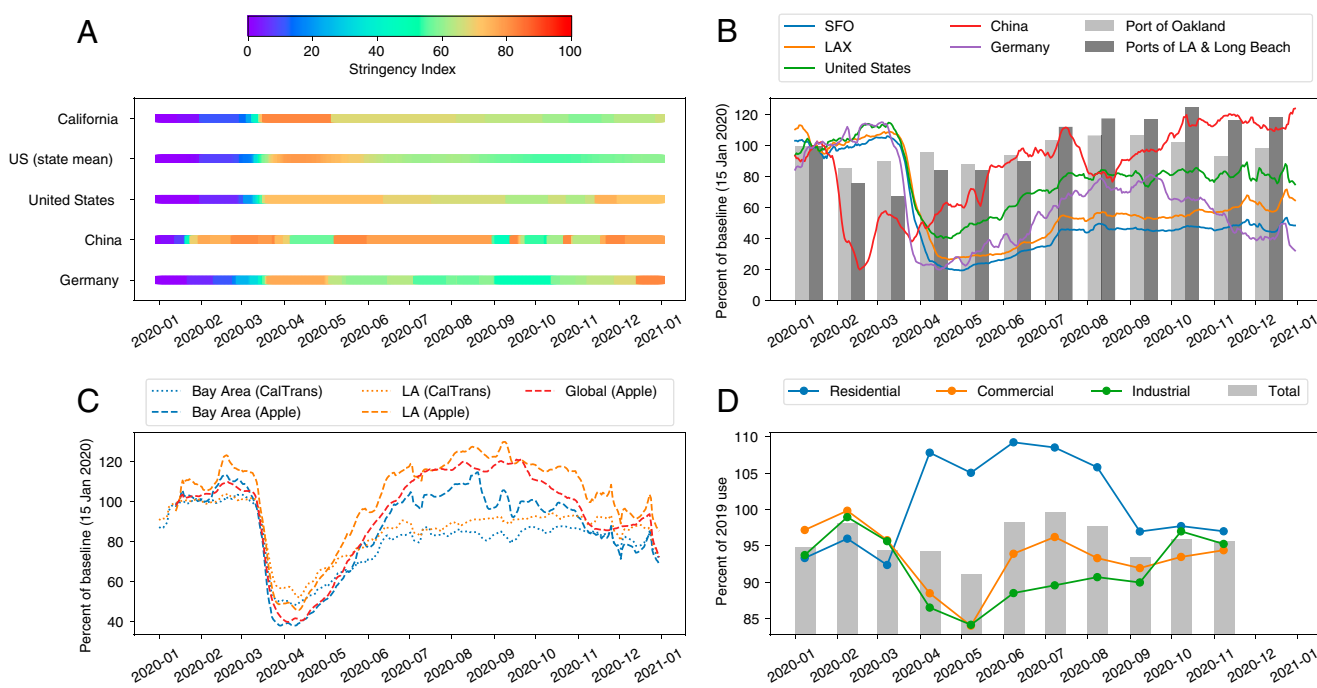 A
0 20 40 60 80 100
Stringency Index
California
US (state mean)
United States
China
Germany
2020-01 2020-02 2020-03 2020-04 2020-05 2020-06 2020-07 2020-08 2020-09 2020-10 2020-11 2020-12 2021-01
B
SFO China Port of Oakland
LAX Germany Ports of LA & Long Beach
United States
Percent of baseline (15 Jan 2020)
120
100
80
60
40
20
0
2020-01 2020-02 2020-03 2020-04 2020-05 2020-06 2020-07 2020-08 2020-09 2020-10 2020-11 2020-12 2021-01
C
Bay Area (CalTrans) LA (CalTrans) Global (Apple)
Bay Area (Apple) LA (Apple)
Percent of baseline (15 Jan 2020)
120
100
80
60
40
2020-01 2020-02 2020-03 2020-04 2020-05 2020-06 2020-07 2020-08 2020-09 2020-10 2020-11 2020-12 2021-01
D
Residential Commercial Industrial Total
Percent of 2019 use
110
105
100
95
90
85
2020-01 2020-02 2020-03 2020-04 2020-05 2020-06 2020-07 2020-08 2020-09 2020-10 2020-11 2020-12 2021-01